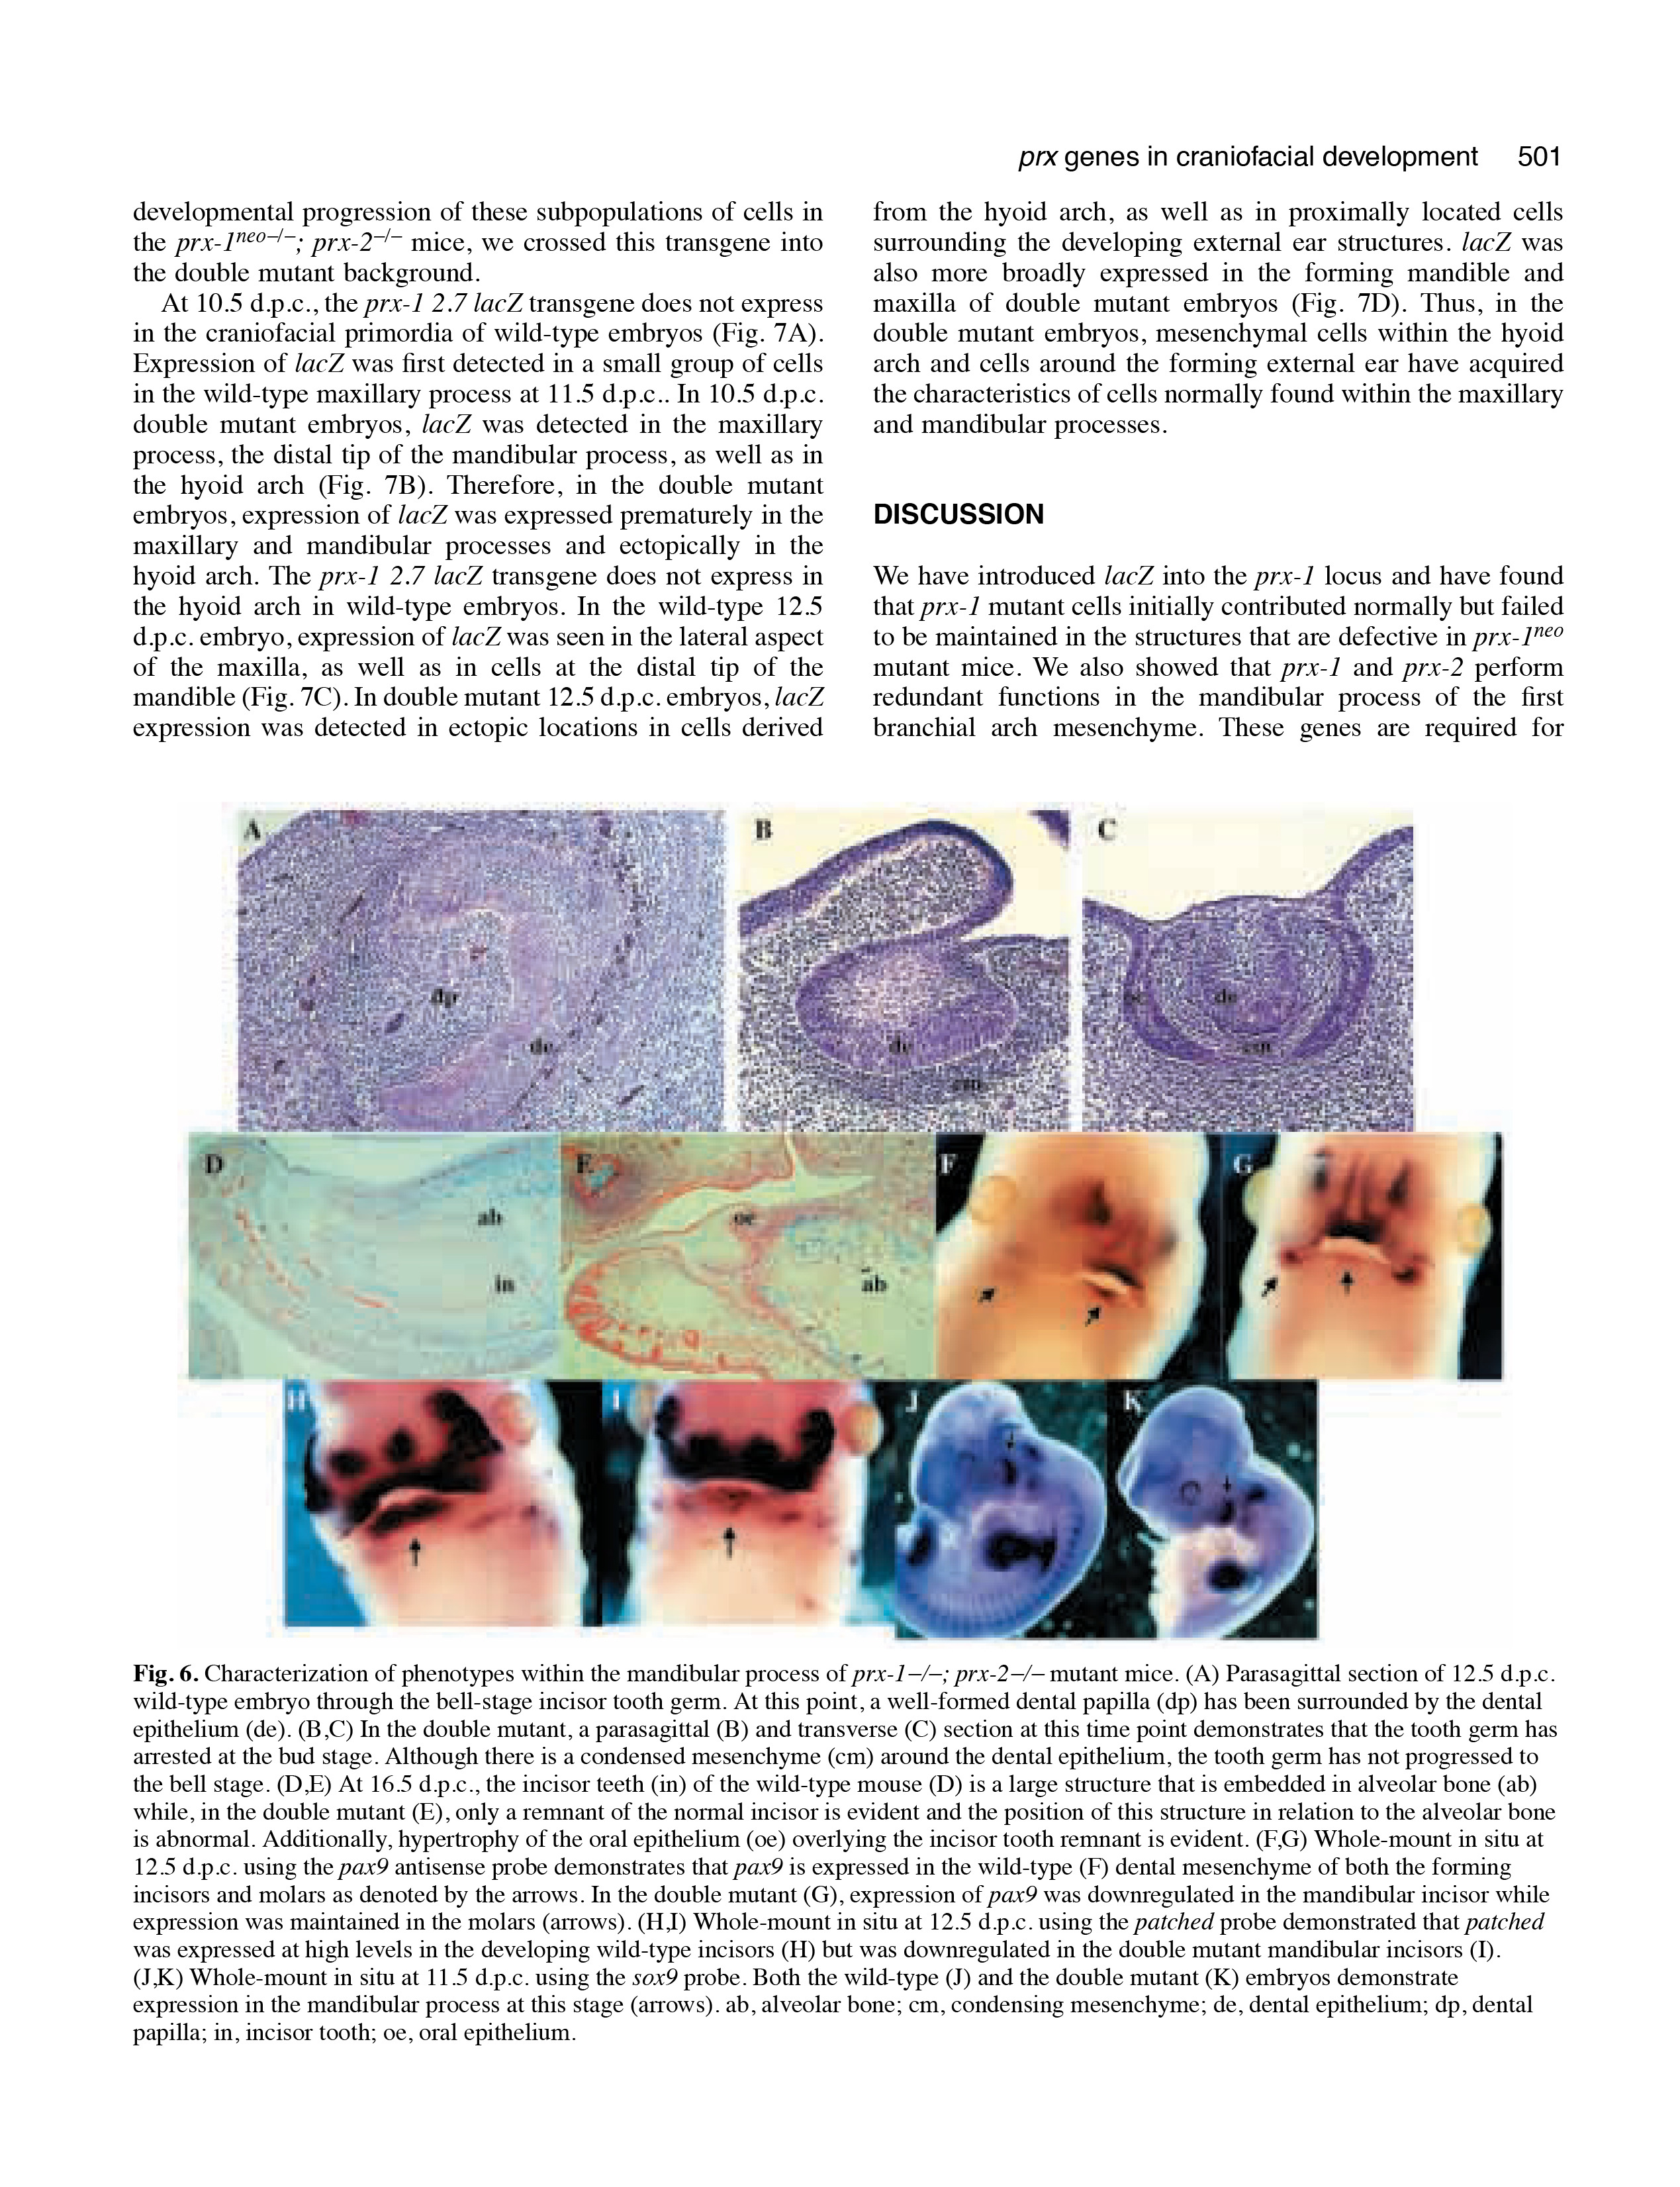 prx genes in craniofacial development 501
developmental progression of these subpopulations of cells in
the prx-1neo−/−; prx-2−/− mice, we crossed this transgene into
the double mutant background.
At 10.5 d.p.c., the prx-1 2.7 lacZ transgene does not express
in the craniofacial primordia of wild-type embryos (Fig. 7A).
Expression of lacZ was first detected in a small group of cells
in the wild-type maxillary process at 11.5 d.p.c.. In 10.5 d.p.c.
double mutant embryos, lacZ was detected in the maxillary
process, the distal tip of the mandibular process, as well as in
the hyoid arch (Fig. 7B). Therefore, in the double mutant
embryos, expression of lacZ was expressed prematurely in the
maxillary and mandibular processes and ectopically in the
hyoid arch. The prx-1 2.7 lacZ transgene does not express in
the hyoid arch in wild-type embryos. In the wild-type 12.5
d.p.c. embryo, expression of lacZ was seen in the lateral aspect
of the maxilla, as well as in cells at the distal tip of the
mandible (Fig. 7C). In double mutant 12.5 d.p.c. embryos, lacZ
expression was detected in ectopic locations in cells derived
from the hyoid arch, as well as in proximally located cells
surrounding the developing external ear structures. lacZ was
also more broadly expressed in the forming mandible and
maxilla of double mutant embryos (Fig. 7D). Thus, in the
double mutant embryos, mesenchymal cells within the hyoid
arch and cells around the forming external ear have acquired
the characteristics of cells normally found within the maxillary
and mandibular processes.
DISCUSSION
We have introduced lacZ into the prx-1 locus and have found
that prx-1 mutant cells initially contributed normally but failed
to be maintained in the structures that are defective in prx-1neo
mutant mice. We also showed that prx-1 and prx-2 perform
redundant functions in the mandibular process of the first
branchial arch mesenchyme. These genes are required for
A B C
dp de de cm oe de cm
D E F G
ab in oe ab
H I J K
Fig. 6. Characterization of phenotypes within the mandibular process of prx-1−/−; prx-2−/− mutant mice. (A) Parasagittal section of 12.5 d.p.c.
wild-type embryo through the bell-stage incisor tooth germ. At this point, a well-formed dental papilla (dp) has been surrounded by the dental
epithelium (de). (B,C) In the double mutant, a parasagittal (B) and transverse (C) section at this time point demonstrates that the tooth germ has
arrested at the bud stage. Although there is a condensed mesenchyme (cm) around the dental epithelium, the tooth germ has not progressed to
the bell stage. (D,E) At 16.5 d.p.c., the incisor teeth (in) of the wild-type mouse (D) is a large structure that is embedded in alveolar bone (ab)
while, in the double mutant (E), only a remnant of the normal incisor is evident and the position of this structure in relation to the alveolar bone
is abnormal. Additionally, hypertrophy of the oral epithelium (oe) overlying the incisor tooth remnant is evident. (F,G) Whole-mount in situ at
12.5 d.p.c. using the pax9 antisense probe demonstrates that pax9 is expressed in the wild-type (F) dental mesenchyme of both the forming
incisors and molars as denoted by the arrows. In the double mutant (G), expression of pax9 was downregulated in the mandibular incisor while
expression was maintained in the molars (arrows). (H,I) Whole-mount in situ at 12.5 d.p.c. using the patched probe demonstrated that patched
was expressed at high levels in the developing wild-type incisors (H) but was downregulated in the double mutant mandibular incisors (I).
(J,K) Whole-mount in situ at 11.5 d.p.c. using the sox9 probe. Both the wild-type (J) and the double mutant (K) embryos demonstrate
expression in the mandibular process at this stage (arrows). ab, alveolar bone; cm, condensing mesenchyme; de, dental epithelium; dp, dental
papilla; in, incisor tooth; oe, oral epithelium.